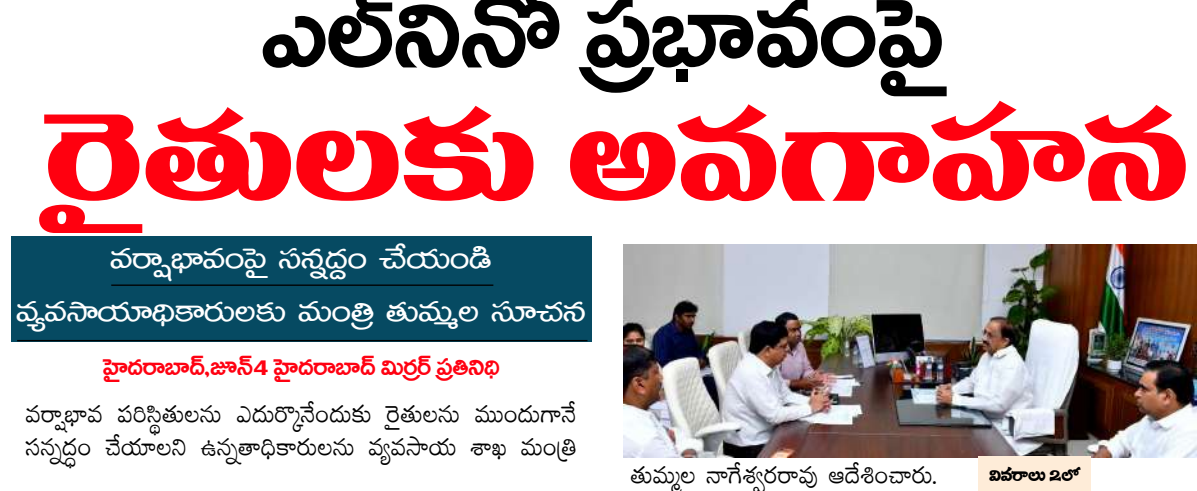 ఎల్‌నినో ప్రభావంపై
రైతులకు అవగాహన
వర్షాభావంపై సన్నద్దం చేయండి
వ్యవసాయాధికారులకు మంత్రి తుమ్మల సూచన
హైదరాబాద్,జూన్4 హైదరాబాద్ మిర్రర్ ప్రతినిధి
వర్షాభావ పరిస్థితులను ఎదుర్కొనేందుకు రైతులను ముందుగానే
సన్నద్ధం చేయాలని ఉన్నతాధికారులను వ్యవసాయ శాఖ మంత్రి
తుమ్మల నాగేశ్వరరావు ఆదేశించారు.
వివరాలు 2లో